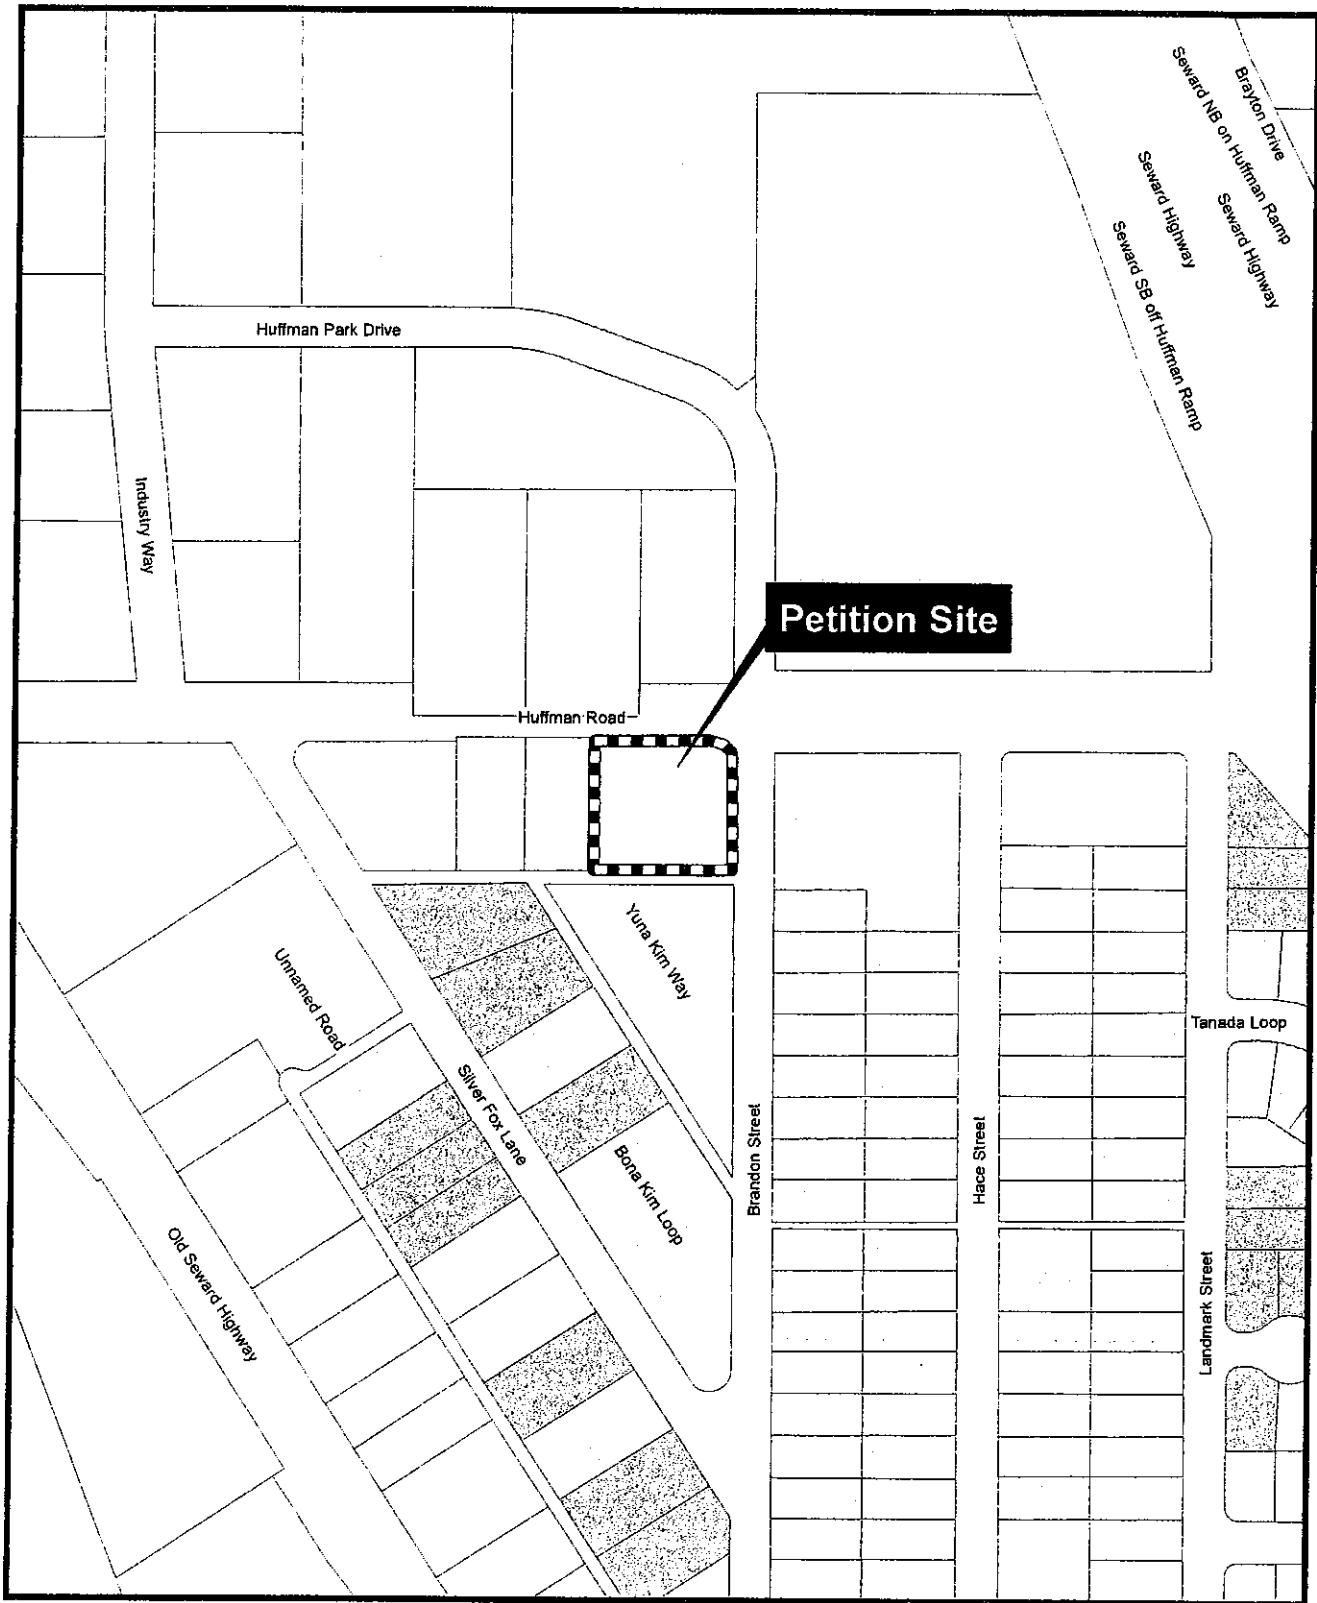 Brayton Drive
Seward NB on Huffman Ramp
Seward Highway
Seward Highway
Seward SB off Huffman Ramp
Huffman Park Drive
Industry Way
Petition Site
Huffman Road
Yuna Kim Way
Unnamed Road
Tanada Loop
Silver Fox Lane
Bona Kim Loop
Brandon Street
Hace Street
Old Seward Highway
Landmark Street